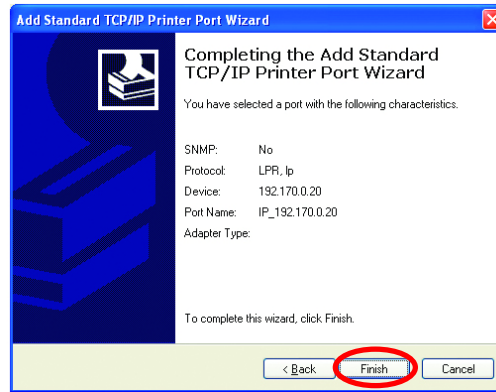 Add Standard TCP/IP Printer Port Wizard
Completing the Add Standard
TCP/IP Printer Port Wizard
You have selected a port with the following characteristics.
SNMP: No
Protocol: LPR, lp
Device: 192.170.0.20
Port Name: IP_192.170.0.20
Adapter Type:
To complete this wizard, click Finish.
< Back Finish Cancel